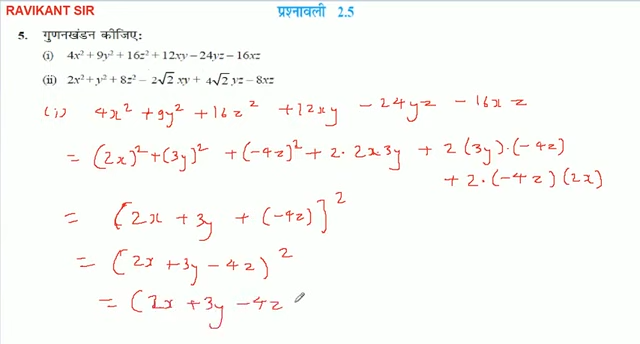 RAVIKANT SIR
प्रश्नावली 2.5
5. गुणनखंडन कीजिए:
(i) 4x² + 9y² + 16z² + 12xy – 24yz – 16xz
(ii) 2x² + y² + 8z² – 2√2 xy + 4√2 yz – 8xz
(i) 4x² + 9y² + 16z² + 12xy - 24yz - 16xz
= (2x)² + (3y)² + (-4z)² + 2·2x3y + 2(3y)·(-4z)
+ 2·(-4z)(2x)
= [2x + 3y + (-4z)]²
= (2x + 3y - 4z)²
= (2x + 3y - 4z